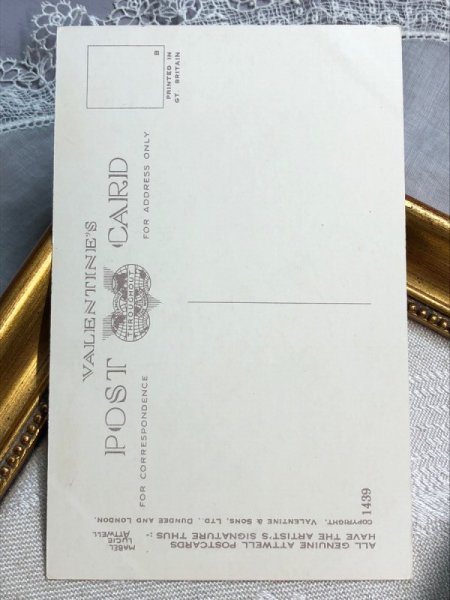 VALENTINE'S
POST CARD
THROUGHOUT
FOR CORRESPONDENCE
FOR ADDRESS ONLY
B
PRINTED IN
GT. BRITAIN
ALL GENUINE ATTWELL POSTCARDS
HAVE THE ARTIST'S SIGNATURE THUS :-
MABEL
LUCIE
ATTWELL
COPYRIGHT, VALENTINE & SONS, LTD., DUNDEE AND LONDON.
1439